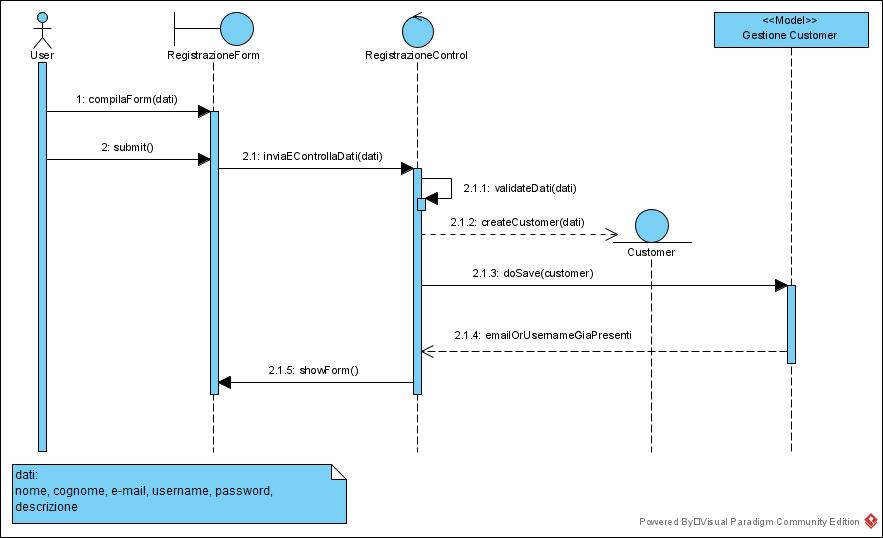 <<Model>>
Gestione Customer
User
RegistrazioneForm
RegistrazioneControl
1: compilaForm(dati)
2: submit()
2.1: inviaEControllaDati(dati)
2.1.1: validateDati(dati)
2.1.2: createCustomer(dati)
Customer
2.1.3: doSave(customer)
2.1.4: emailOrUsernameGiaPresenti
2.1.5: showForm()
dati:
nome, cognome, e-mail, username, password,
descrizione
Powered By□Visual Paradigm Community Edition